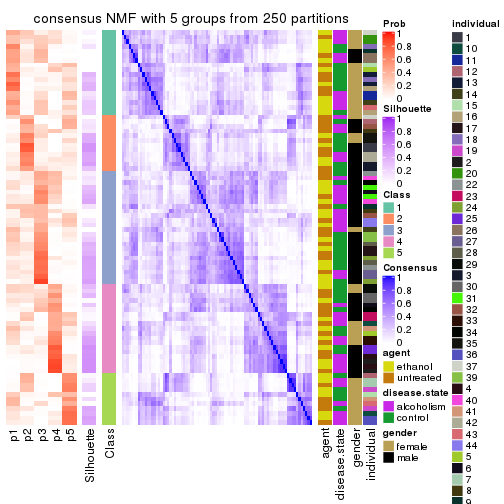 consensus NMF with 5 groups from 250 partitions
p1
p2
p3
p4
p5
Silhouette
Class
agent
disease.state
gender
individual
Prob
1
0.8
0.6
0.4
0.2
0
Silhouette
1
0.8
0.6
0.4
0.2
0
Class
1
2
3
4
5
Consensus
1
0.8
0.6
0.4
0.2
0
agent
ethanol
untreated
disease.state
alcoholism
control
gender
female
male
individual
1
10
11
12
13
14
15
16
17
18
19
2
20
22
23
24
25
26
27
28
29
3
30
31
32
33
34
35
36
37
39
4
40
41
42
43
44
5
6
7
8
9